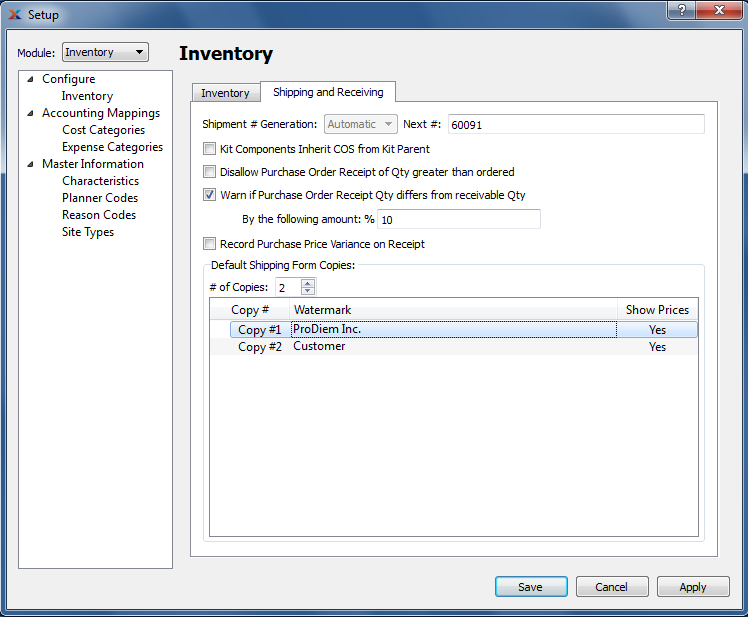 Setup
?
Module: Inventory
Inventory
Configure
Inventory
Accounting Mappings
Cost Categories
Expense Categories
Master Information
Characteristics
Planner Codes
Reason Codes
Site Types
Inventory Shipping and Receiving
Shipment # Generation: Automatic Next #: 60091
Kit Components Inherit COS from Kit Parent
Disallow Purchase Order Receipt of Qty greater than ordered
Warn if Purchase Order Receipt Qty differs from receivable Qty
By the following amount: % 10
Record Purchase Price Variance on Receipt
Default Shipping Form Copies:
# of Copies: 2
Copy # Watermark Show Prices
Copy #1 ProDiem Inc. Yes
Copy #2 Customer Yes
Save Cancel Apply